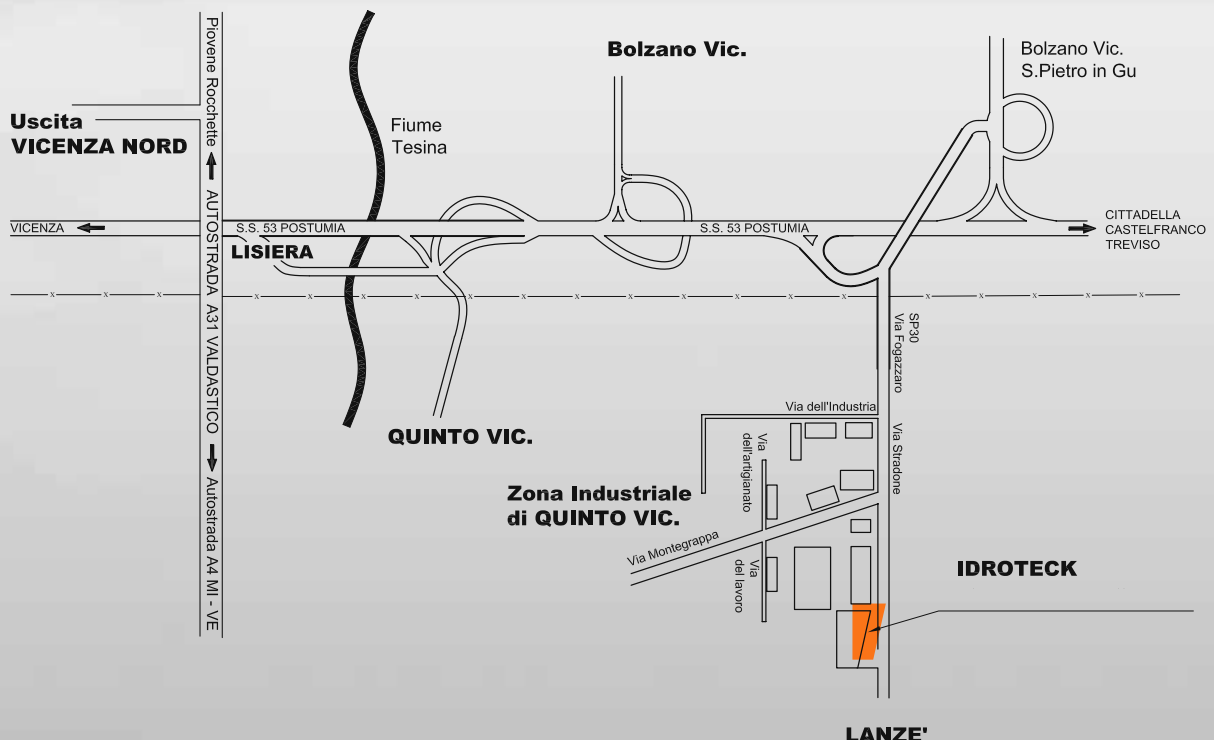 Piovene Rocchette
Bolzano Vic.
Bolzano Vic.
S.Pietro in Gu
Uscita
VICENZA NORD
Fiume
Tesina
AUTOSTRADA A31 VALDASTICO
VICENZA
S.S. 53 POSTUMIA
S.S. 53 POSTUMIA
CITTADELLA
CASTELFRANCO
TREVISO
LISIERA
SP30
Via Fogazzaro
Via dell'Industria
QUINTO VIC.
Via Stradone
Via
dell'artigianato
Autostrada A4 MI - VE
Zona Industriale
di QUINTO VIC.
Via Montegrappa
Via
del lavoro
IDROTECK
LANZE'